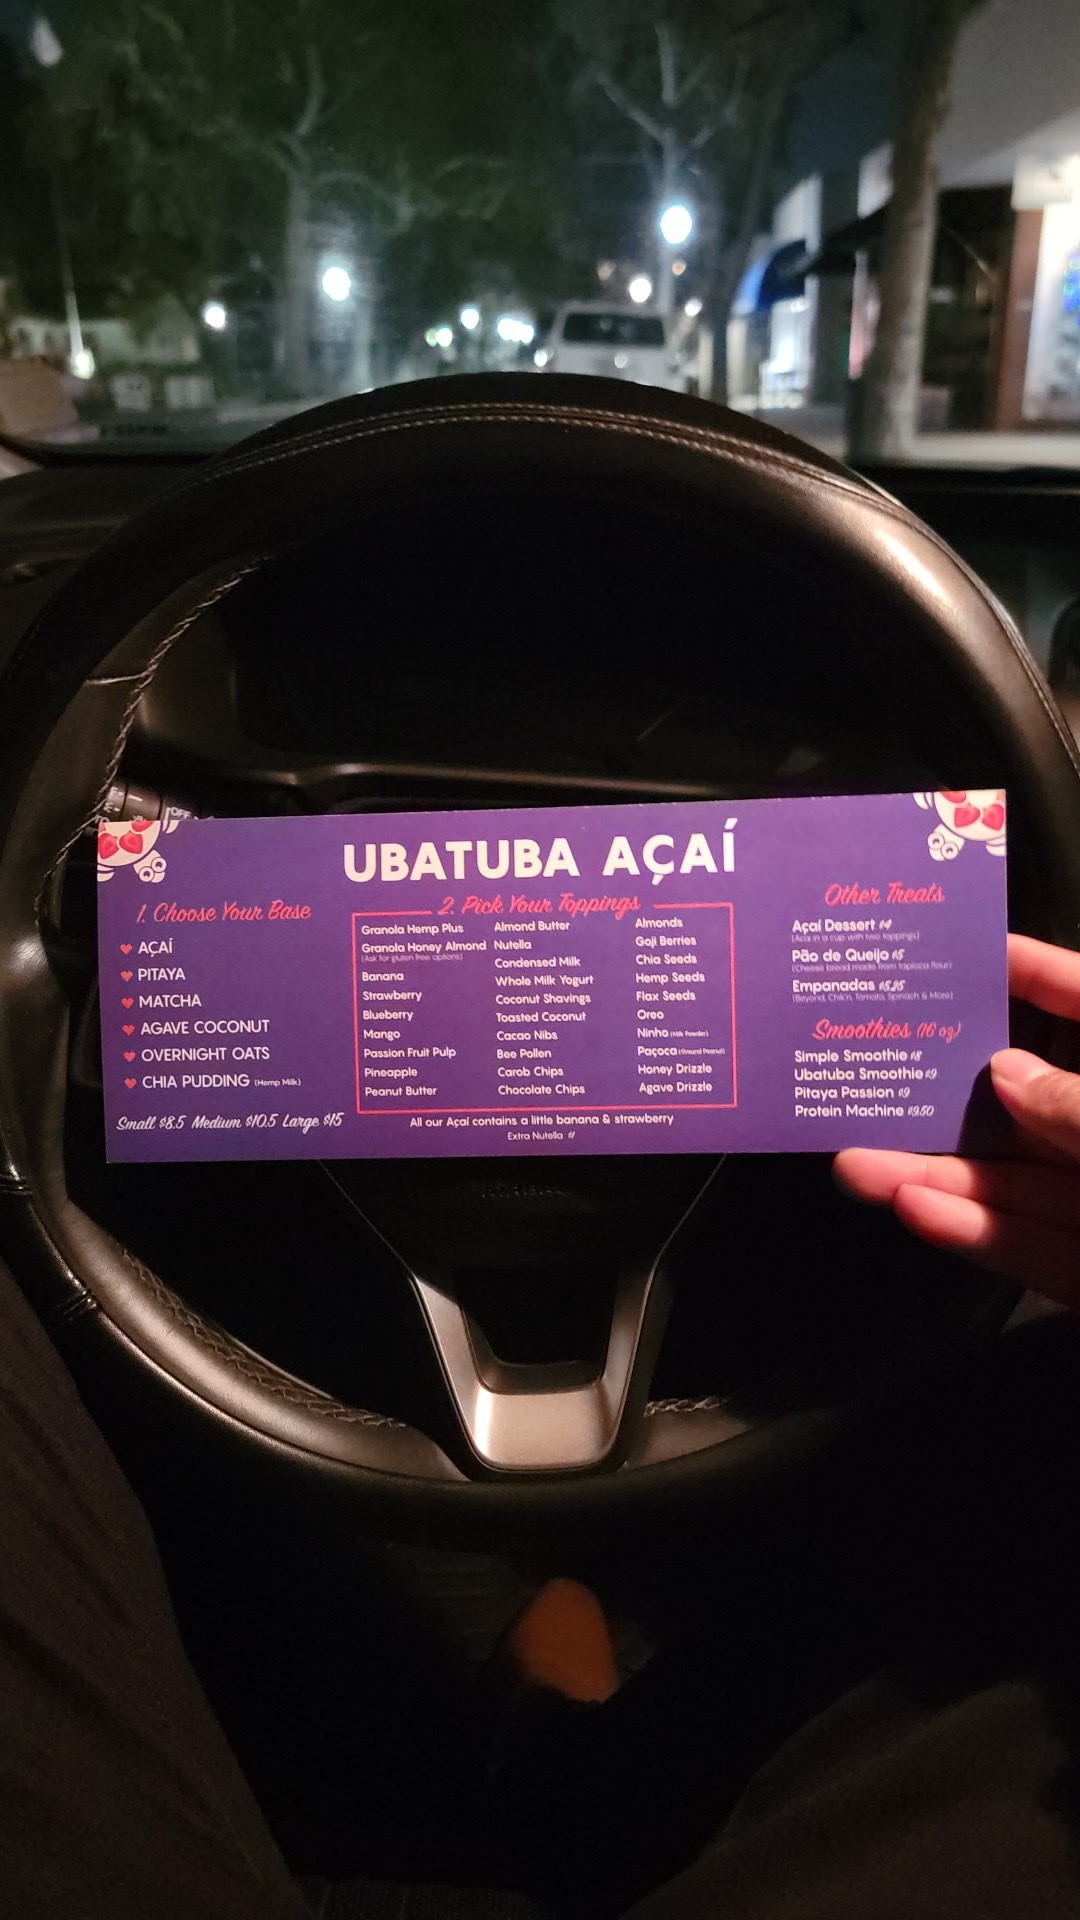 UBATUBA AÇAÍ
1. Choose Your Base
AÇAÍ
PITAYA
MATCHA
AGAVE COCONUT
OVERNIGHT OATS
CHIA PUDDING (Hemp Milk)
Small $8.5 Medium $10.5 Large $15
2. Pick Your Toppings
Granola Hemp Plus
Granola Honey Almond
(Ask for gluten free options)
Banana
Strawberry
Blueberry
Mango
Passion Fruit Pulp
Pineapple
Peanut Butter
Almond Butter
Nutella
Condensed Milk
Whole Milk Yogurt
Coconut Shavings
Toasted Coconut
Cacao Nibs
Bee Pollen
Carob Chips
Chocolate Chips
Almonds
Goji Berries
Chia Seeds
Hemp Seeds
Flax Seeds
Oreo
Ninho (Milk Powder)
Paçoca (Ground Peanut)
Honey Drizzle
Agave Drizzle
All our Açaí contains a little banana & strawberry
Extra Nutella $1
Other Treats
Açaí Dessert $4
(Açaí in a cup with two toppings)
Pão de Queijo $5
(Cheese bread made from tapioca flour)
Empanadas $5.25
(Beyond, Chik'n, Tomato, Spinach & More)
Smoothies (16 oz)
Simple Smoothie $8
Ubatuba Smoothie $9
Pitaya Passion $9
Protein Machine $9.50
OFF